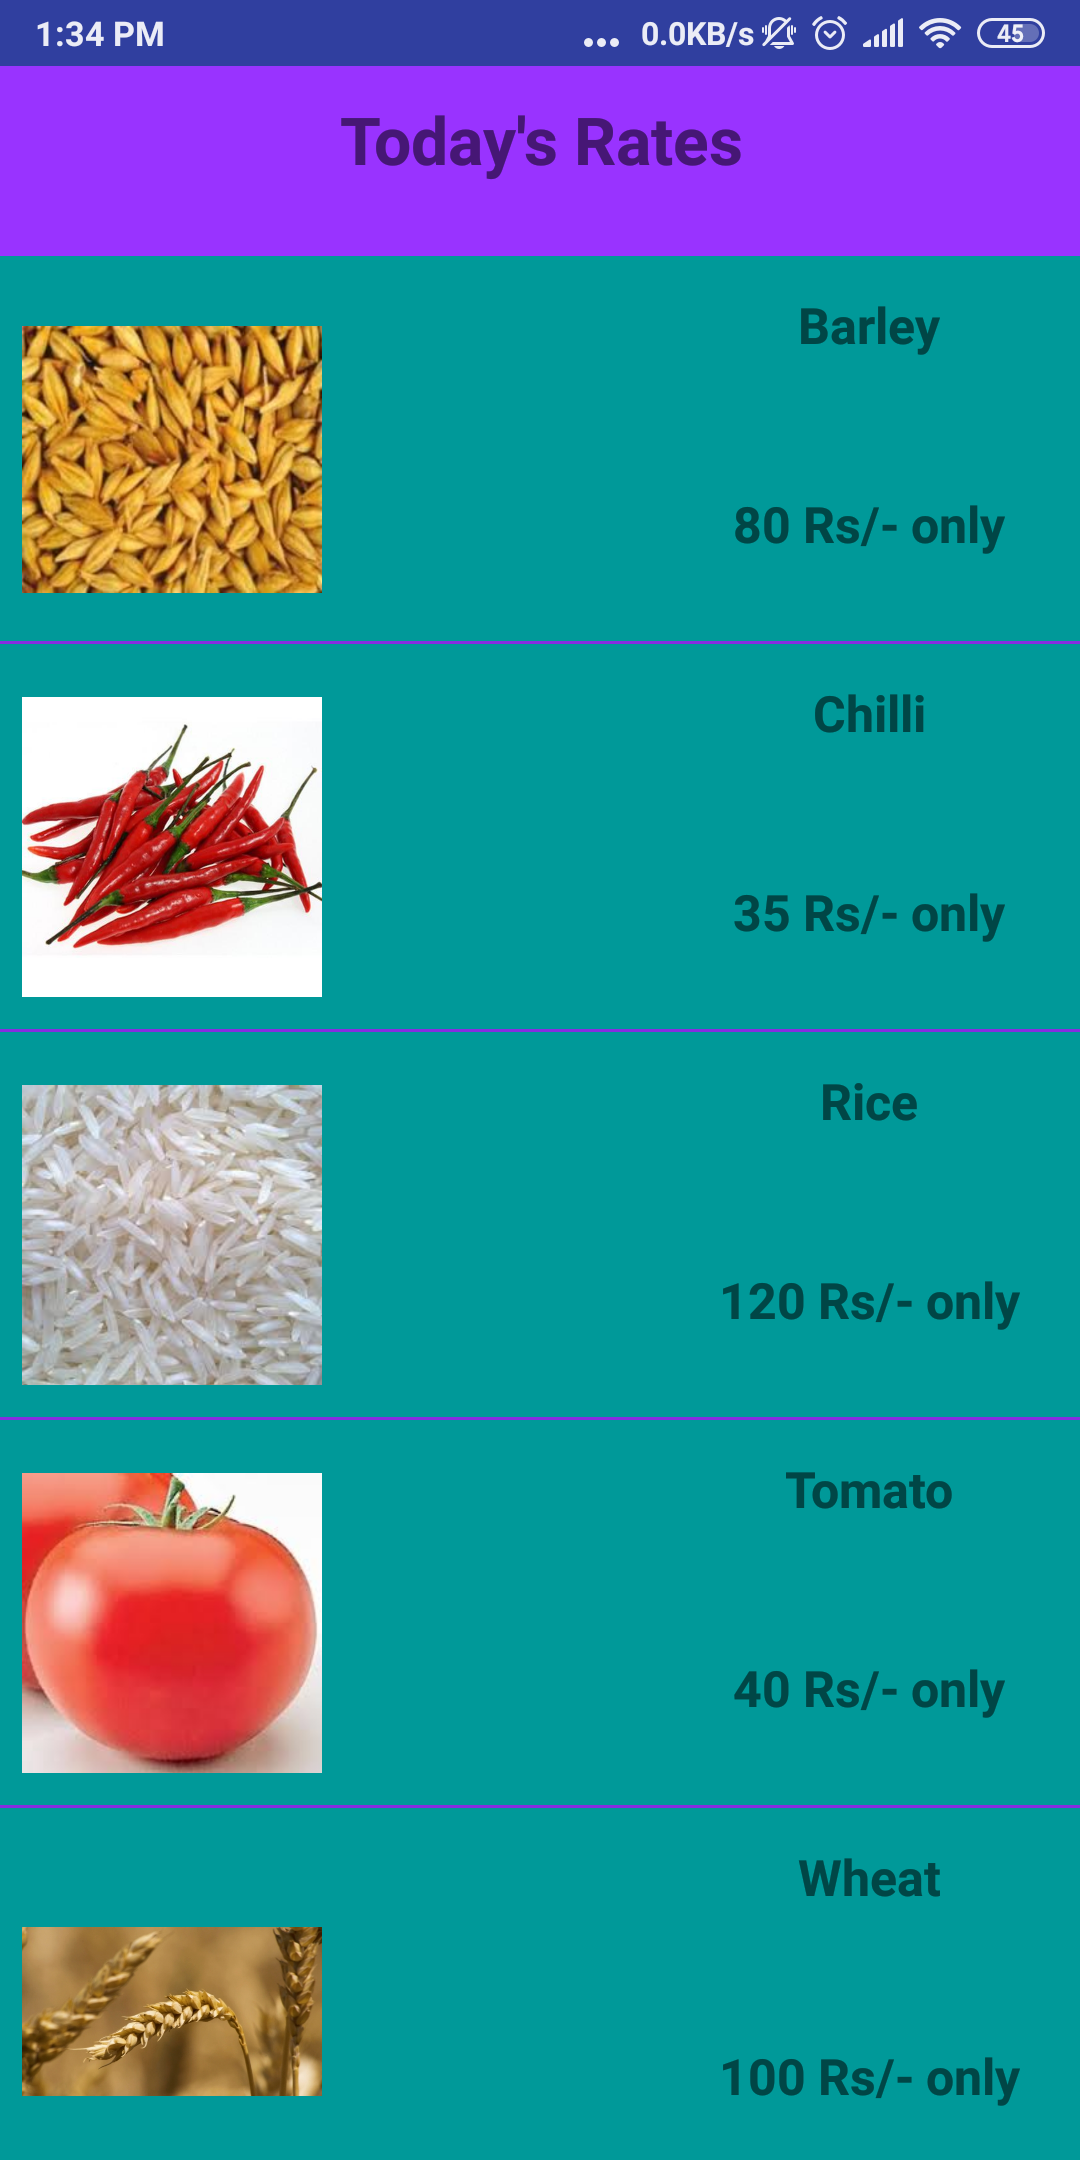 1:34 PM ... 0.0KB/s 45
Today's Rates
Barley
80 Rs/- only
Chilli
35 Rs/- only
Rice
120 Rs/- only
Tomato
40 Rs/- only
Wheat
100 Rs/- only